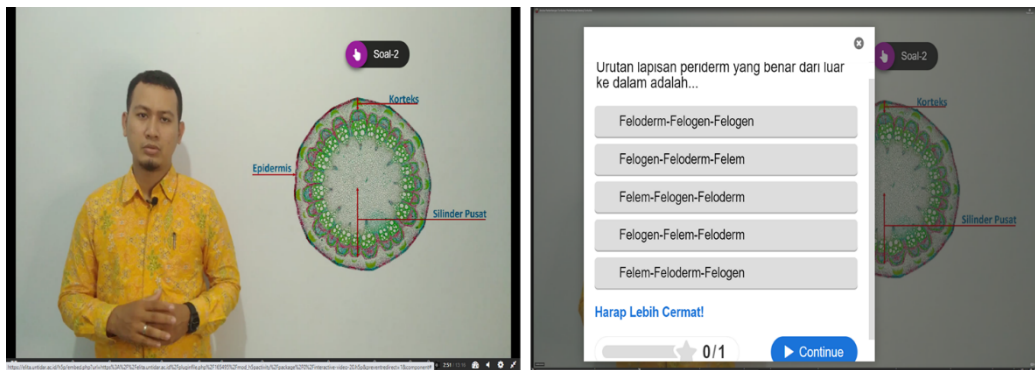 Soal-2
Korteks
Epidermis
Silinder Pusat
2:51
Soal-2
Urutan lapisan periderm yang benar dari luar
ke dalam adalah...
Feloderm-Felogen-Felogen
Felogen-Feloderm-Felem
Felem-Felogen-Feloderm
Felogen-Felem-Feloderm
Felem-Feloderm-Felogen
Harap Lebih Cermat!
0/1
Continue
Korteks
Silinder Pusat